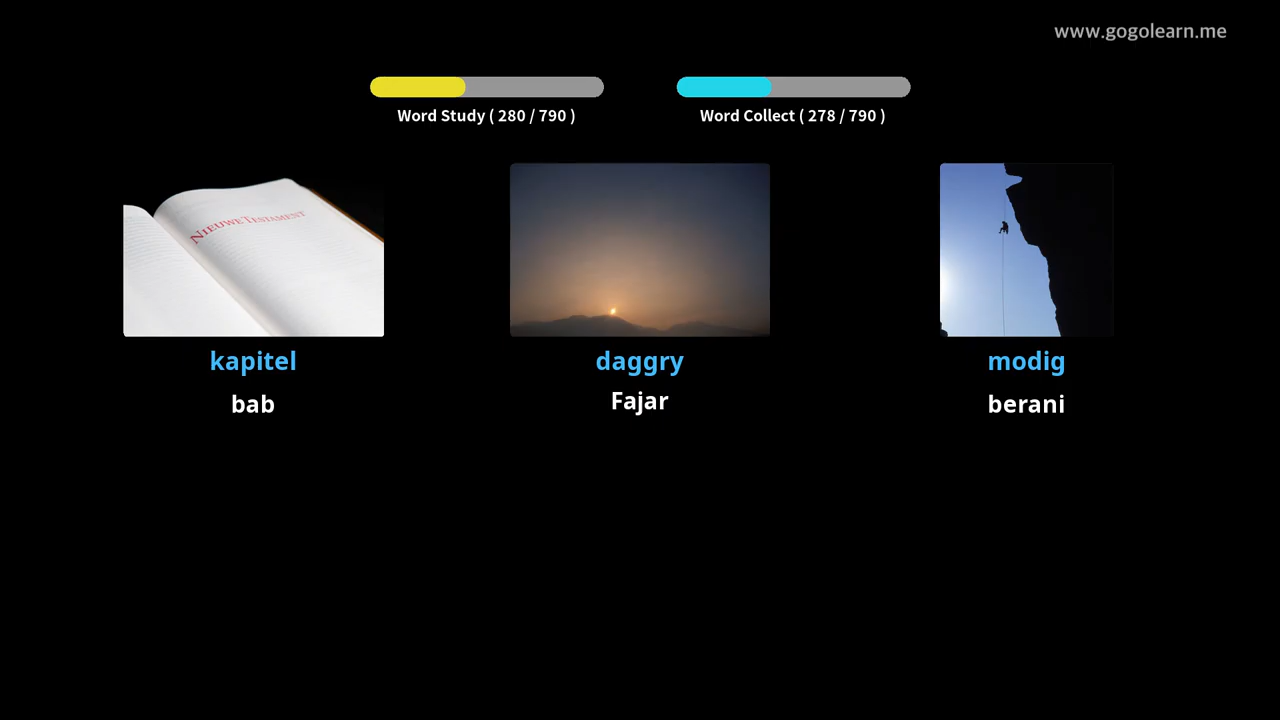 www.gogolearn.me
Word Study ( 280 / 790 )
Word Collect ( 278 / 790 )
NIEUWE TESTAMENT
kapitel
daggry
modig
bab
Fajar
berani